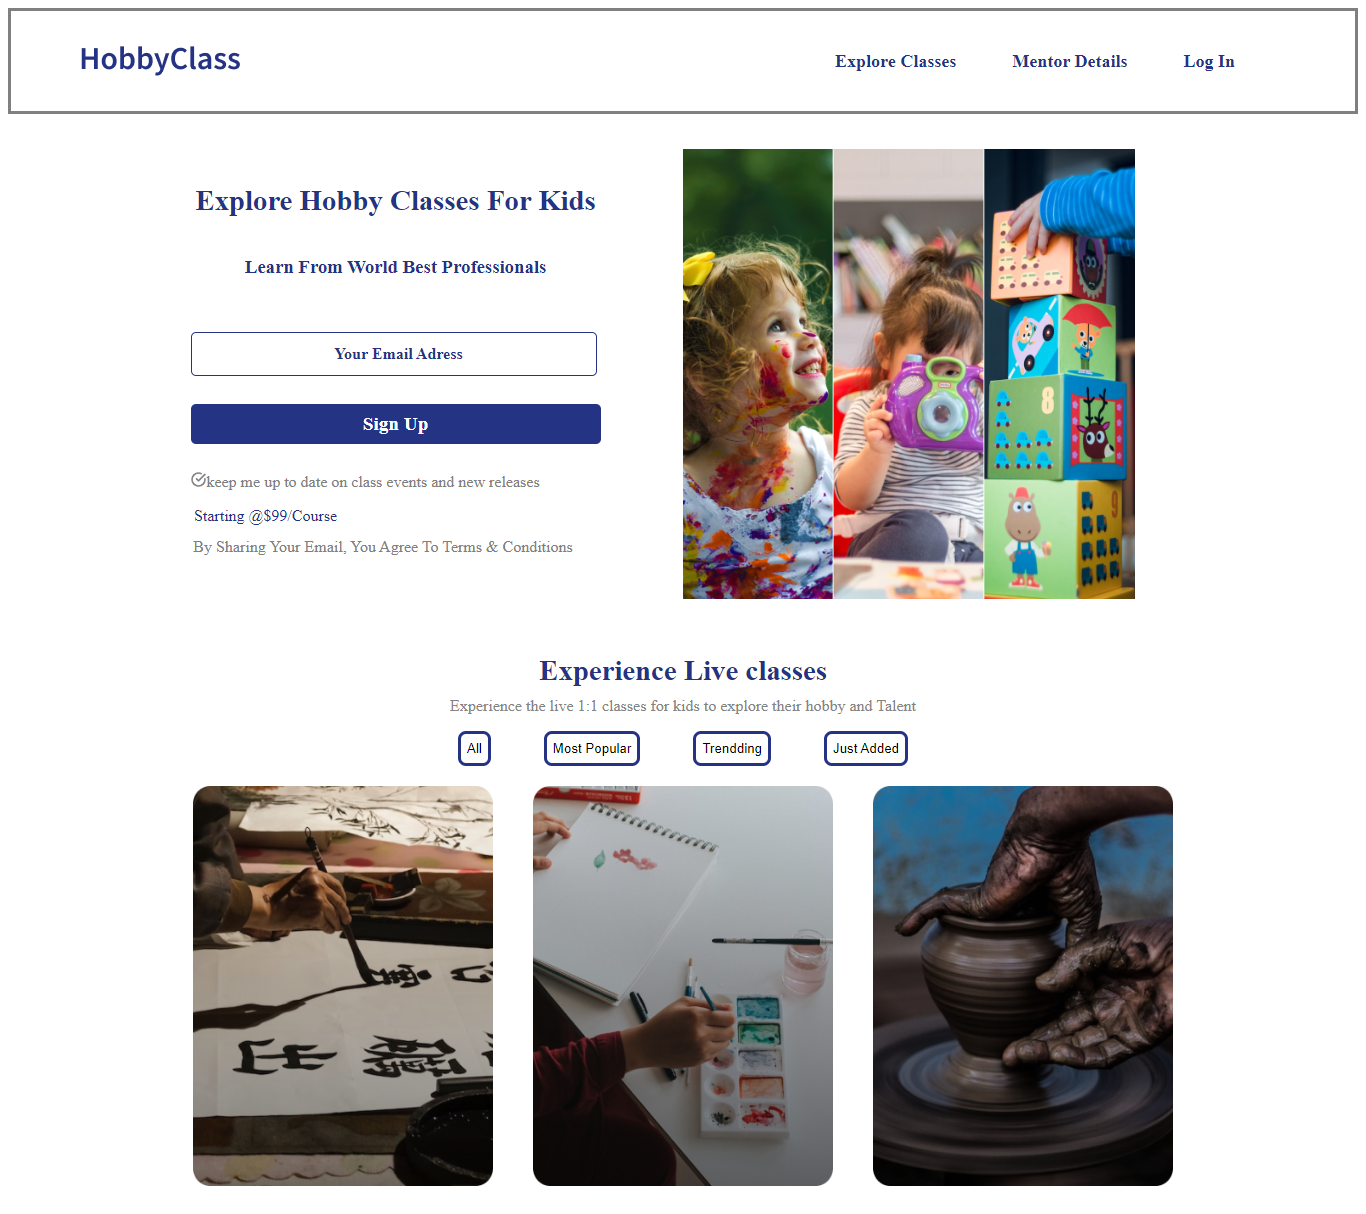 HobbyClass
Explore Classes
Mentor Details
Log In
Explore Hobby Classes For Kids
Learn From World Best Professionals
Your Email Adress
Sign Up
keep me up to date on class events and new releases
Starting @$99/Course
By Sharing Your Email, You Agree To Terms & Conditions
8
9
Experience Live classes
Experience the live 1:1 classes for kids to explore their hobby and Talent
All
Most Popular
Trendding
Just Added
山